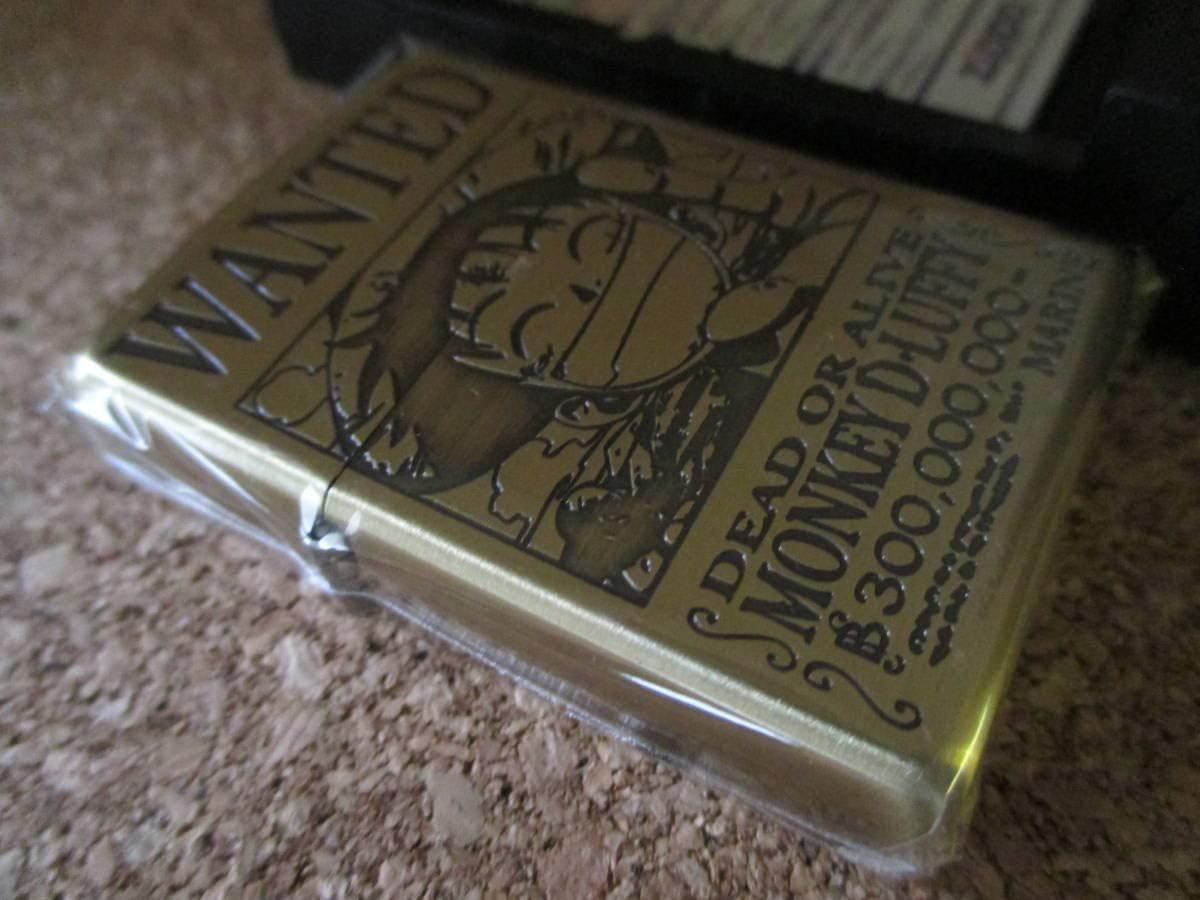 WANTED
DEAD OR ALIVE
MONKEY·D·LUFFY
฿300,000,000-
MARINE